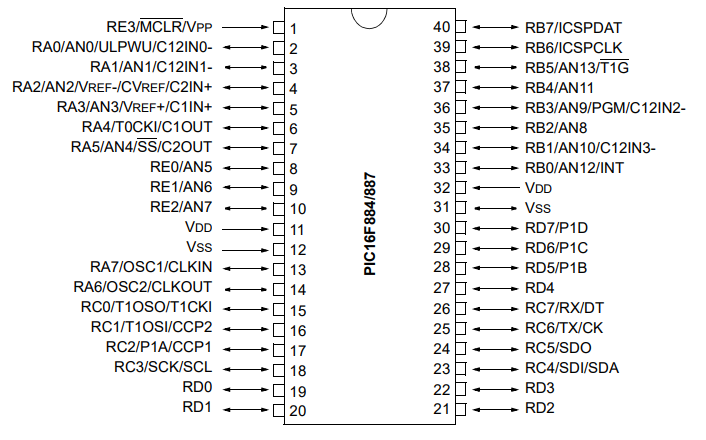 RE3/MCLR/VPP 1
RA0/AN0/ULPWU/C12IN0- 2
RA1/AN1/C12IN1- 3
RA2/AN2/VREF-/CVREF/C2IN+ 4
RA3/AN3/VREF+/C1IN+ 5
RA4/T0CKI/C1OUT 6
RA5/AN4/SS/C2OUT 7
RE0/AN5 8
RE1/AN6 9
RE2/AN7 10
VDD 11
VSS 12
RA7/OSC1/CLKIN 13
RA6/OSC2/CLKOUT 14
RC0/T1OSO/T1CKI 15
RC1/T1OSI/CCP2 16
RC2/P1A/CCP1 17
RC3/SCK/SCL 18
RD0 19
RD1 20
PIC16F884/887
40 RB7/ICSPDAT
39 RB6/ICSPCLK
38 RB5/AN13/T1G
37 RB4/AN11
36 RB3/AN9/PGM/C12IN2-
35 RB2/AN8
34 RB1/AN10/C12IN3-
33 RB0/AN12/INT
32 VDD
31 VSS
30 RD7/P1D
29 RD6/P1C
28 RD5/P1B
27 RD4
26 RC7/RX/DT
25 RC6/TX/CK
24 RC5/SDO
23 RC4/SDI/SDA
22 RD3
21 RD2